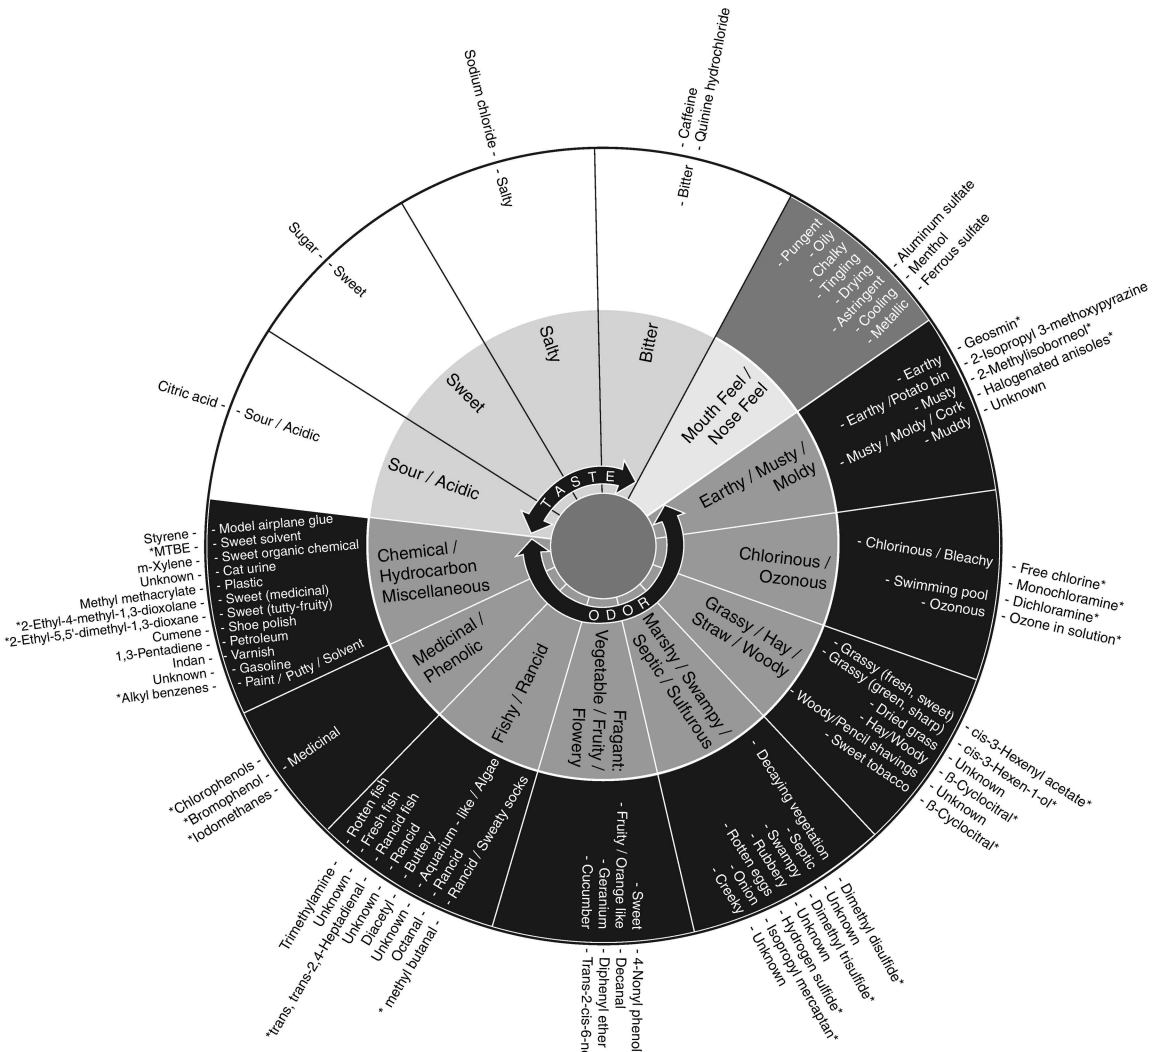 TASTE
ODOR
Sour / Acidic
Sweet
Salty
Bitter
Mouth Feel /
Nose Feel
Earthy / Musty /
Moldy
Chlorinous /
Ozonous
Grassy / Hay /
Straw / Woody
Marshy / Swampy /
Septic / Sulfurous
Fragant:
Vegetable / Fruity /
Flowery
Fishy / Rancid
Medicinal /
Phenolic
Chemical /
Hydrocarbon
Miscellaneous
Citric acid -
- Sour / Acidic
Sugar -
- Sweet
Sodium chloride -
- Salty
- Caffeine
- Quinine hydrochloride
- Bitter
- Pungent
- Oily
- Chalky
- Tingling
- Drying
- Astringent
- Cooling
- Metallic
- Aluminum sulfate
- Menthol
- Ferrous sulfate
- Earthy
- Earthy /Potato bin
- Musty
- Musty / Moldy / Cork
- Muddy
- Geosmin*
- 2-Isopropyl 3-methoxypyrazine
- 2-Methylisoborneol*
- Halogenated anisoles*
- Unknown
- Chlorinous / Bleachy
- Swimming pool
- Ozonous
- Free chlorine*
- Monochloramine*
- Dichloramine*
- Ozone in solution*
- Grassy (fresh, sweet)
- Grassy (green, sharp)
- Dried grass
- Hay/Woody
- Woody/Pencil shavings
- Sweet tobacco
- cis-3-Hexenyl acetate*
- cis-3-Hexen-1-ol*
- Unknown
- ß-Cyclocitral*
- Unknown
- ß-Cyclocitral*
- Decaying vegetation
- Septic
- Swampy
- Rubbery
- Rotten eggs
- Onion
- Creeky
- Dimethyl disulfide*
- Unknown
- Dimethyl trisulfide*
- Unknown
- Hydrogen sulfide*
- Isopropyl mercaptan*
- Unknown
- Sweet
- Fruity / Orange like
- Geranium
- Cucumber
- 4-Nonyl phenol
- Decanal
- Diphenyl ether
- Trans-2-cis-6-n
- Rotten fish
- Fresh fish
- Rancid fish
- Rancid
- Buttery
- Aquarium - like / Algae
- Rancid
- Rancid / Sweaty socks
Trimethylamine -
Unknown -
*trans, trans-2,4-Heptadienal -
Unknown -
Diacetyl -
Unknown -
Octanal -
* methyl butanal -
- Medicinal
*Chlorophenols -
*Bromophenol -
*Iodomethanes -
- Model airplane glue
- Sweet solvent
- Sweet organic chemical
- Cat urine
- Plastic
- Sweet (medicinal)
- Sweet (tutty-fruity)
- Shoe polish
- Petroleum
- Varnish
- Gasoline
- Paint / Putty / Solvent
Styrene -
*MTBE -
m-Xylene -
Unknown -
Methyl methacrylate -
*2-Ethyl-4-methyl-1,3-dioxolane -
*2-Ethyl-5,5'-dimethyl-1,3-dioxane -
Cumene -
1,3-Pentadiene -
Indan -
Unknown -
*Alkyl benzenes -